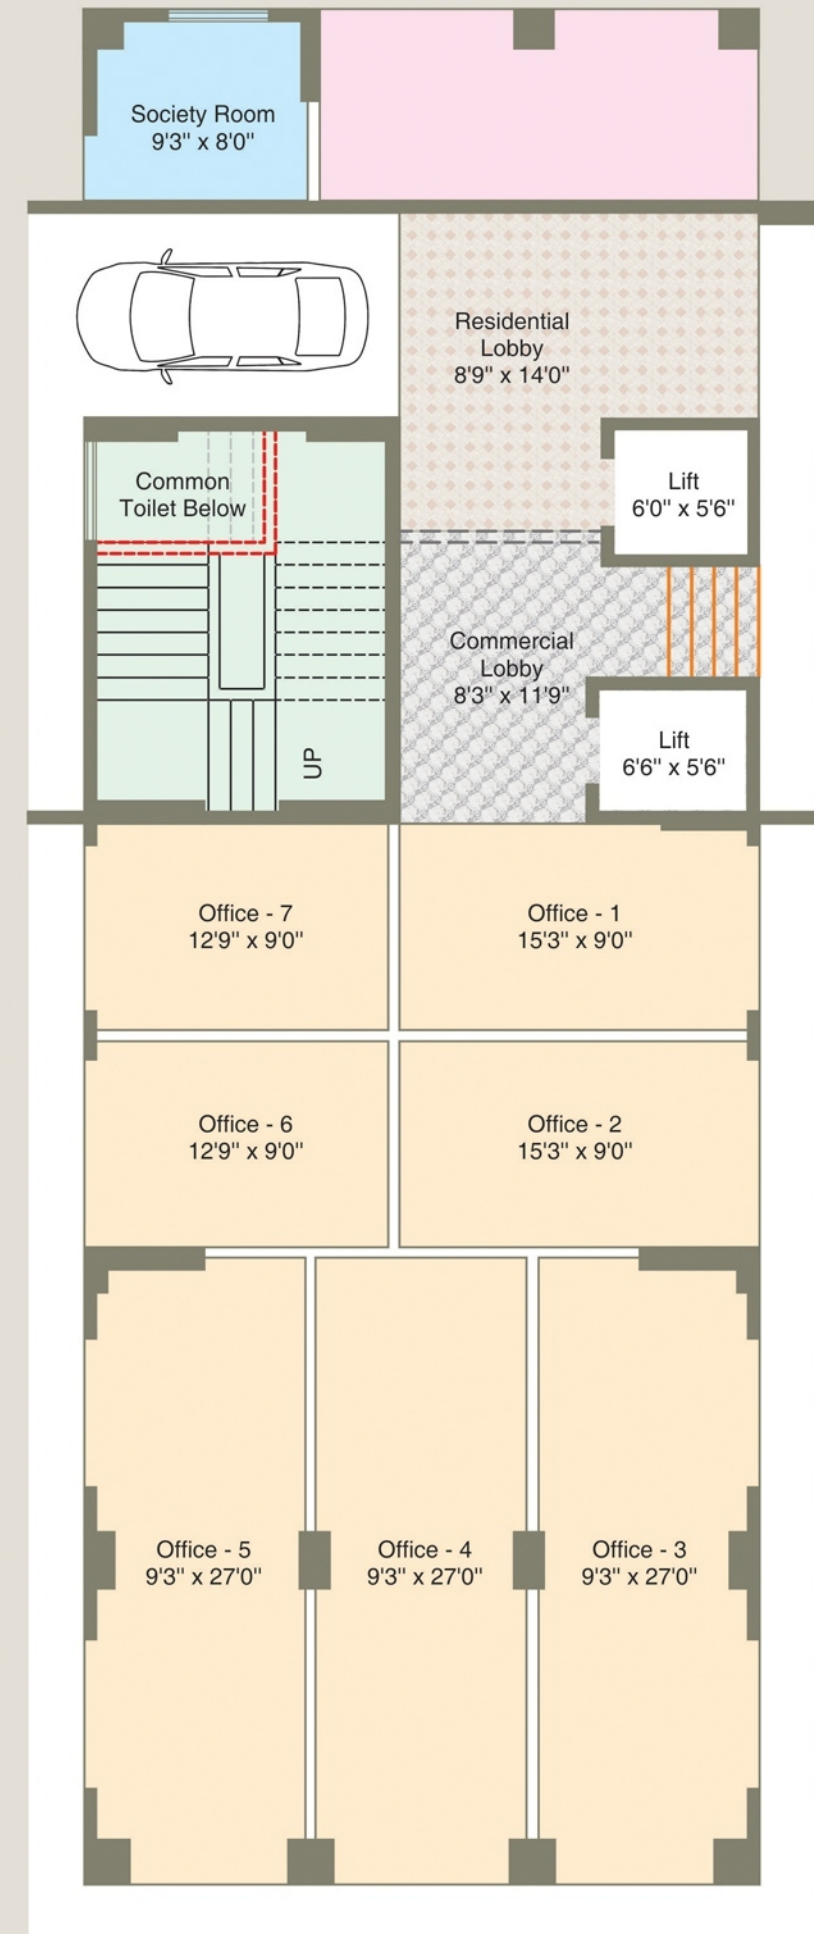 Society Room
9'3" x 8'0"
Residential
Lobby
8'9" x 14'0"
Common
Toilet Below
Lift
6'0" x 5'6"
Commercial
Lobby
8'3" x 11'9"
Lift
6'6" x 5'6"
UP
Office - 7
12'9" x 9'0"
Office - 1
15'3" x 9'0"
Office - 6
12'9" x 9'0"
Office - 2
15'3" x 9'0"
Office - 5
9'3" x 27'0"
Office - 4
9'3" x 27'0"
Office - 3
9'3" x 27'0"